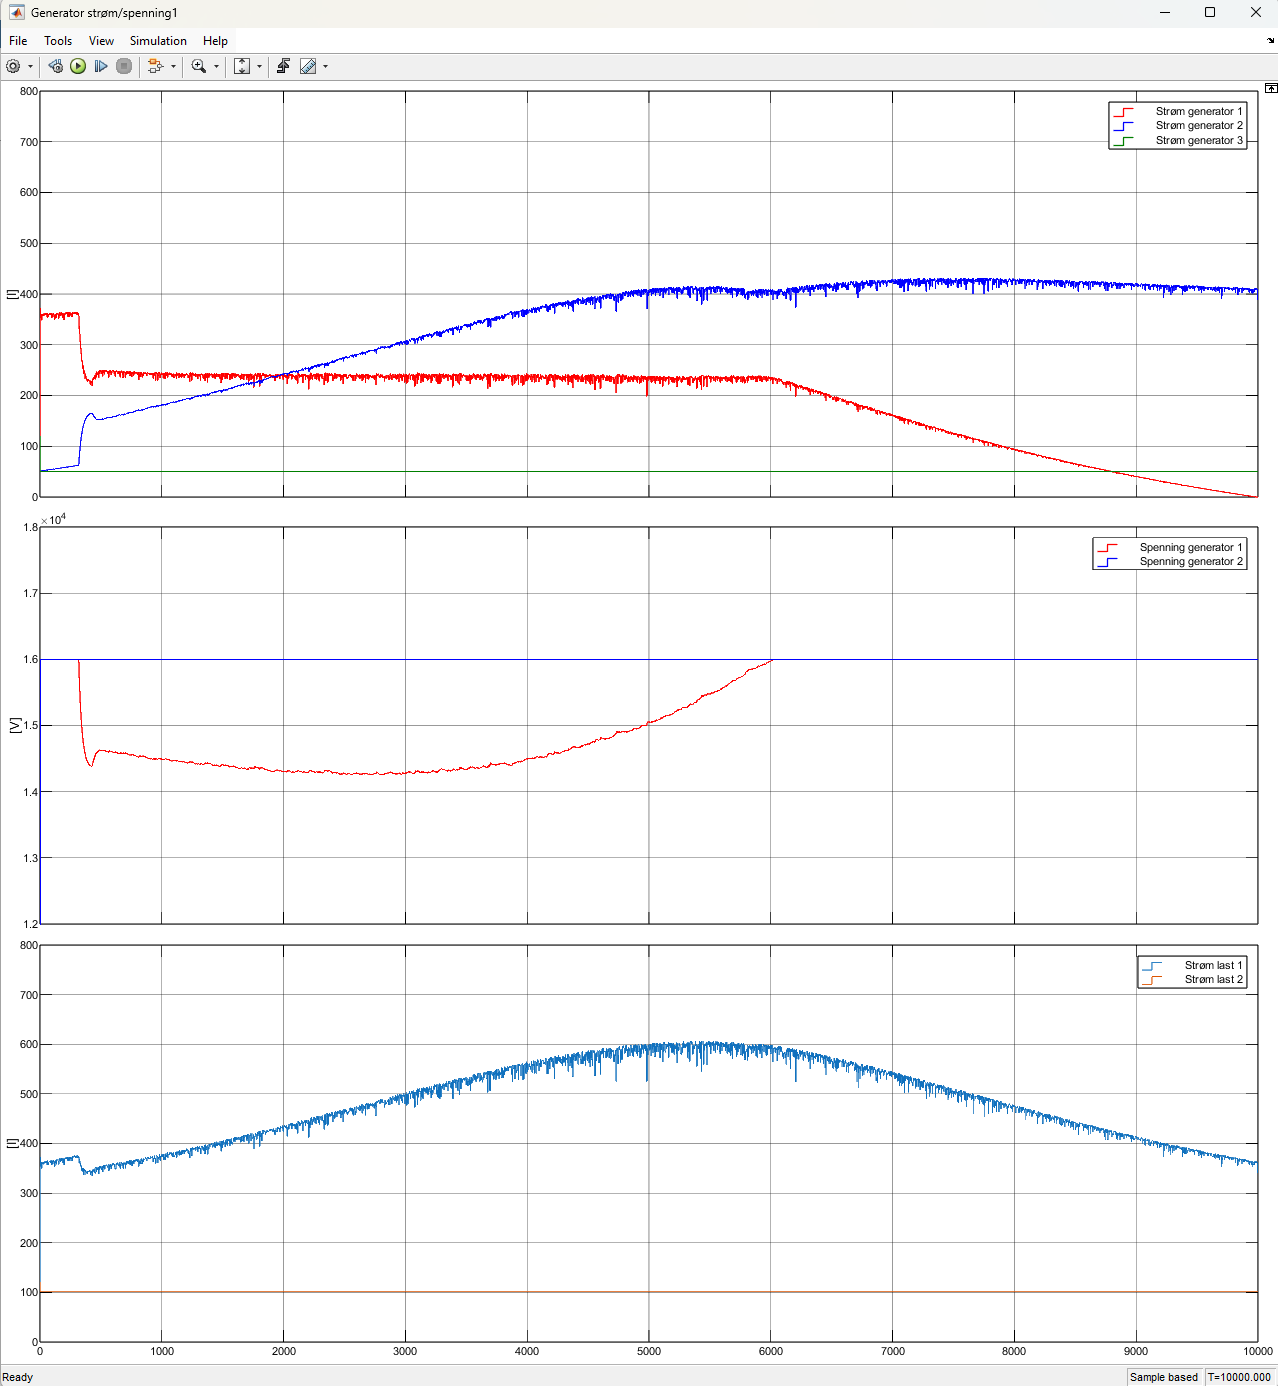 Generator strøm/spenning1
File Tools View Simulation Help
800
700
600
500
400
300
200
100
0
[I]
Strøm generator 1
Strøm generator 2
Strøm generator 3
×10^4
1.8
1.7
1.6
1.5
1.4
1.3
1.2
[V]
Spenning generator 1
Spenning generator 2
800
700
600
500
400
300
200
100
0
[I]
Strøm last 1
Strøm last 2
0 1000 2000 3000 4000 5000 6000 7000 8000 9000 10000
Ready Sample based T=10000.000